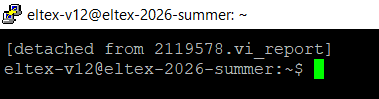 eltex-v12@eltex-2026-summer: ~
[detached from 2119578.vi_report]
eltex-v12@eltex-2026-summer:~$